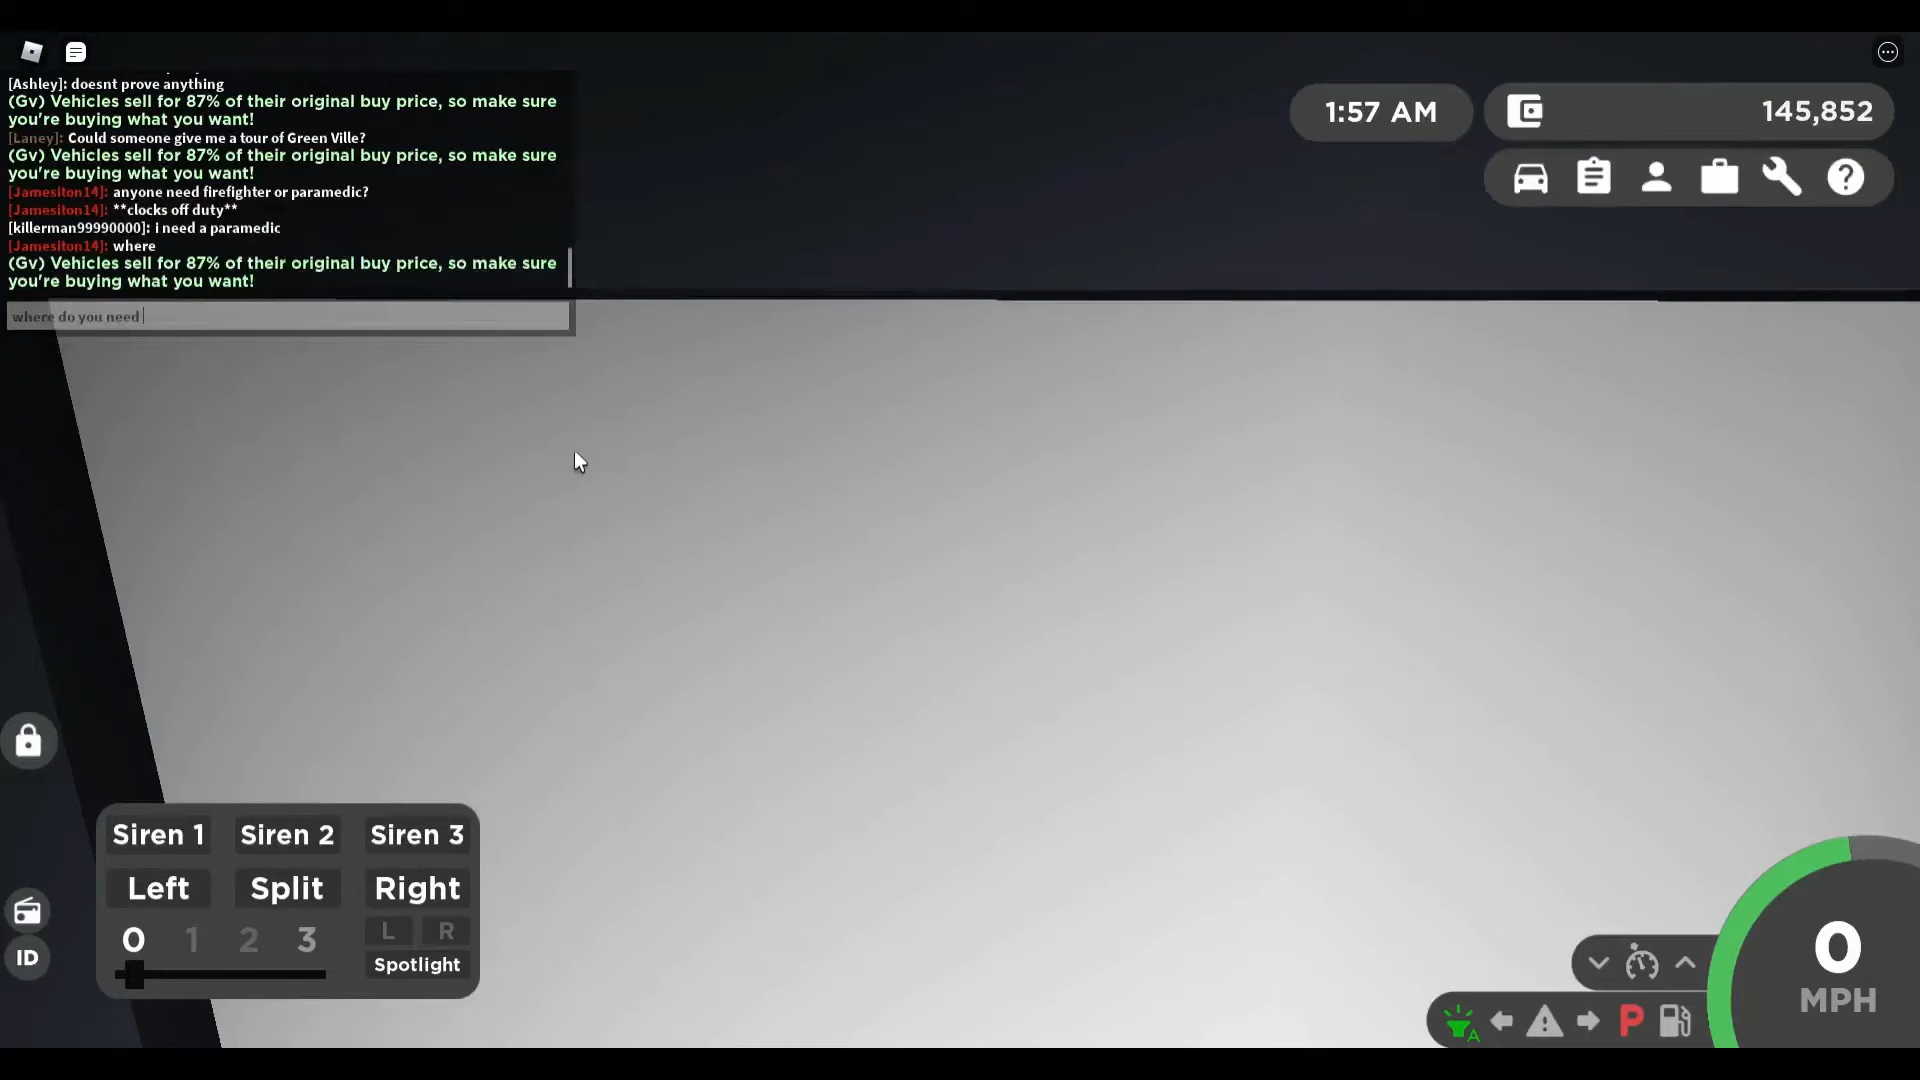 [Ashley]: doesnt prove anything
(Gv) Vehicles sell for 87% of their original buy price, so make sure
you're buying what you want!
[Laney]: Could someone give me a tour of Green Ville?
(Gv) Vehicles sell for 87% of their original buy price, so make sure
you're buying what you want!
[Jamesiton14]: anyone need firefighter or paramedic?
[Jamesiton14]: **clocks off duty**
[killerman99990000]: i need a paramedic
[Jamesiton14]: where
(Gv) Vehicles sell for 87% of their original buy price, so make sure
you're buying what you want!
where do you need
1:57 AM
145,852
?
Siren 1 Siren 2 Siren 3
Left Split Right
0 1 2 3
L R
Spotlight
ID
0
MPH
A
P